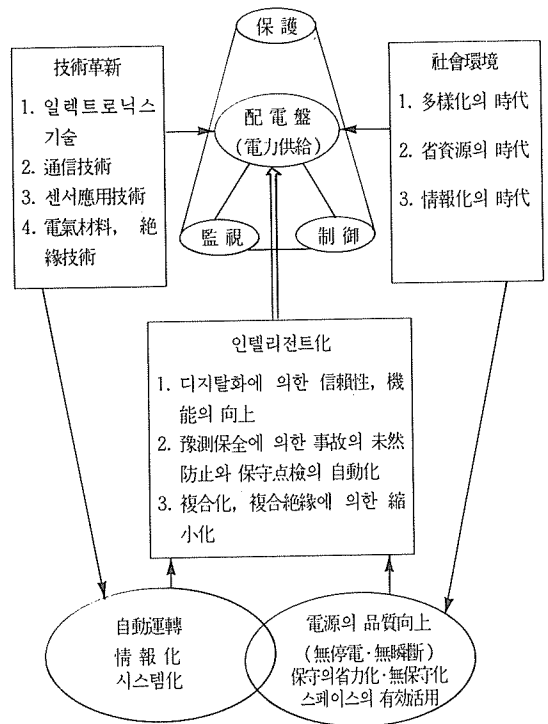 保護
技術革新
1. 일렉트로닉스
기술
2. 通信技術
3. 센서應用技術
4. 電氣材料, 絶
緣技術
配電盤
(電力供給)
監視
制御
社會環境
1. 多樣化의 時代
2. 省資源의 時代
3. 情報化의 時代
인텔리전트化
1. 디지탈화에 의한 信賴性, 機
能의 向上
2. 豫測保全에 의한 事故의 未然
防止와 保守点檢의 自動化
3. 複合化, 複合絶緣에 의한 縮
小化
自動運轉
情報化
시스템化
電源의 品質向上
(無停電·無瞬斷)
保守의省力化·無保守化
스페이스의 有効活用